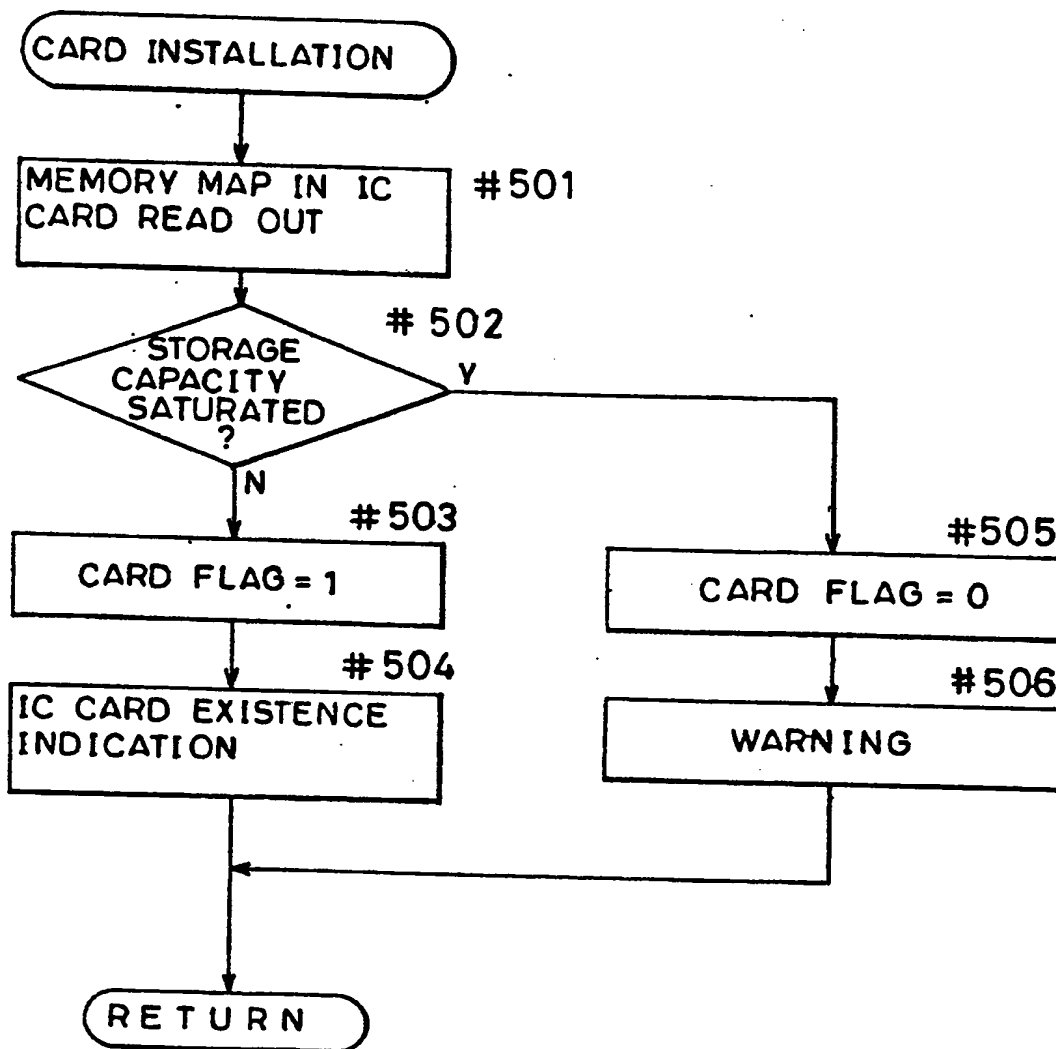 CARD INSTALLATION
MEMORY MAP IN IC
CARD READ OUT
#501
#502
STORAGE
CAPACITY
SATURATED
?
Y
N
#503
CARD FLAG = 1
#504
IC CARD EXISTENCE
INDICATION
#505
CARD FLAG = 0
#506
WARNING
RETURN